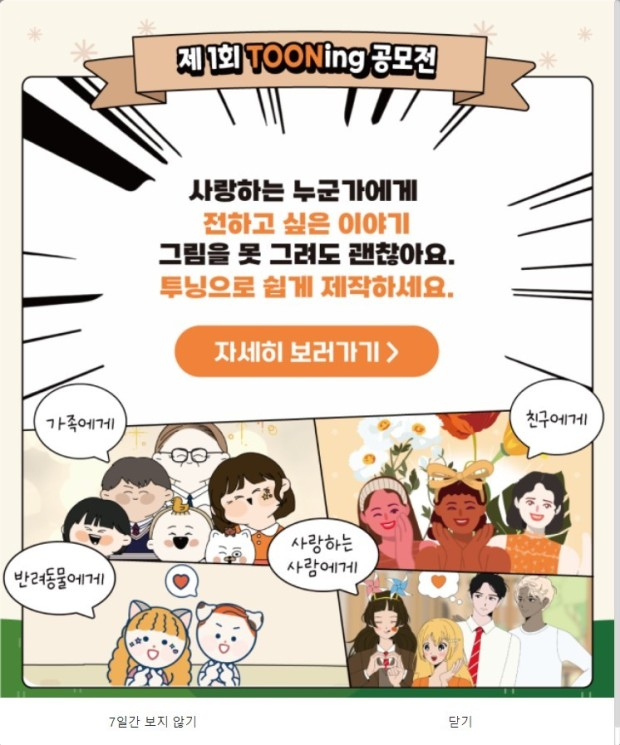 제 1회 TOONing 공모전
사랑하는 누군가에게
전하고 싶은 이야기
그림을 못 그려도 괜찮아요.
투닝으로 쉽게 제작하세요.
자세히 보러가기 >
가족에게
친구에게
반려동물에게
사랑하는
사람에게
7일간 보지 않기
닫기